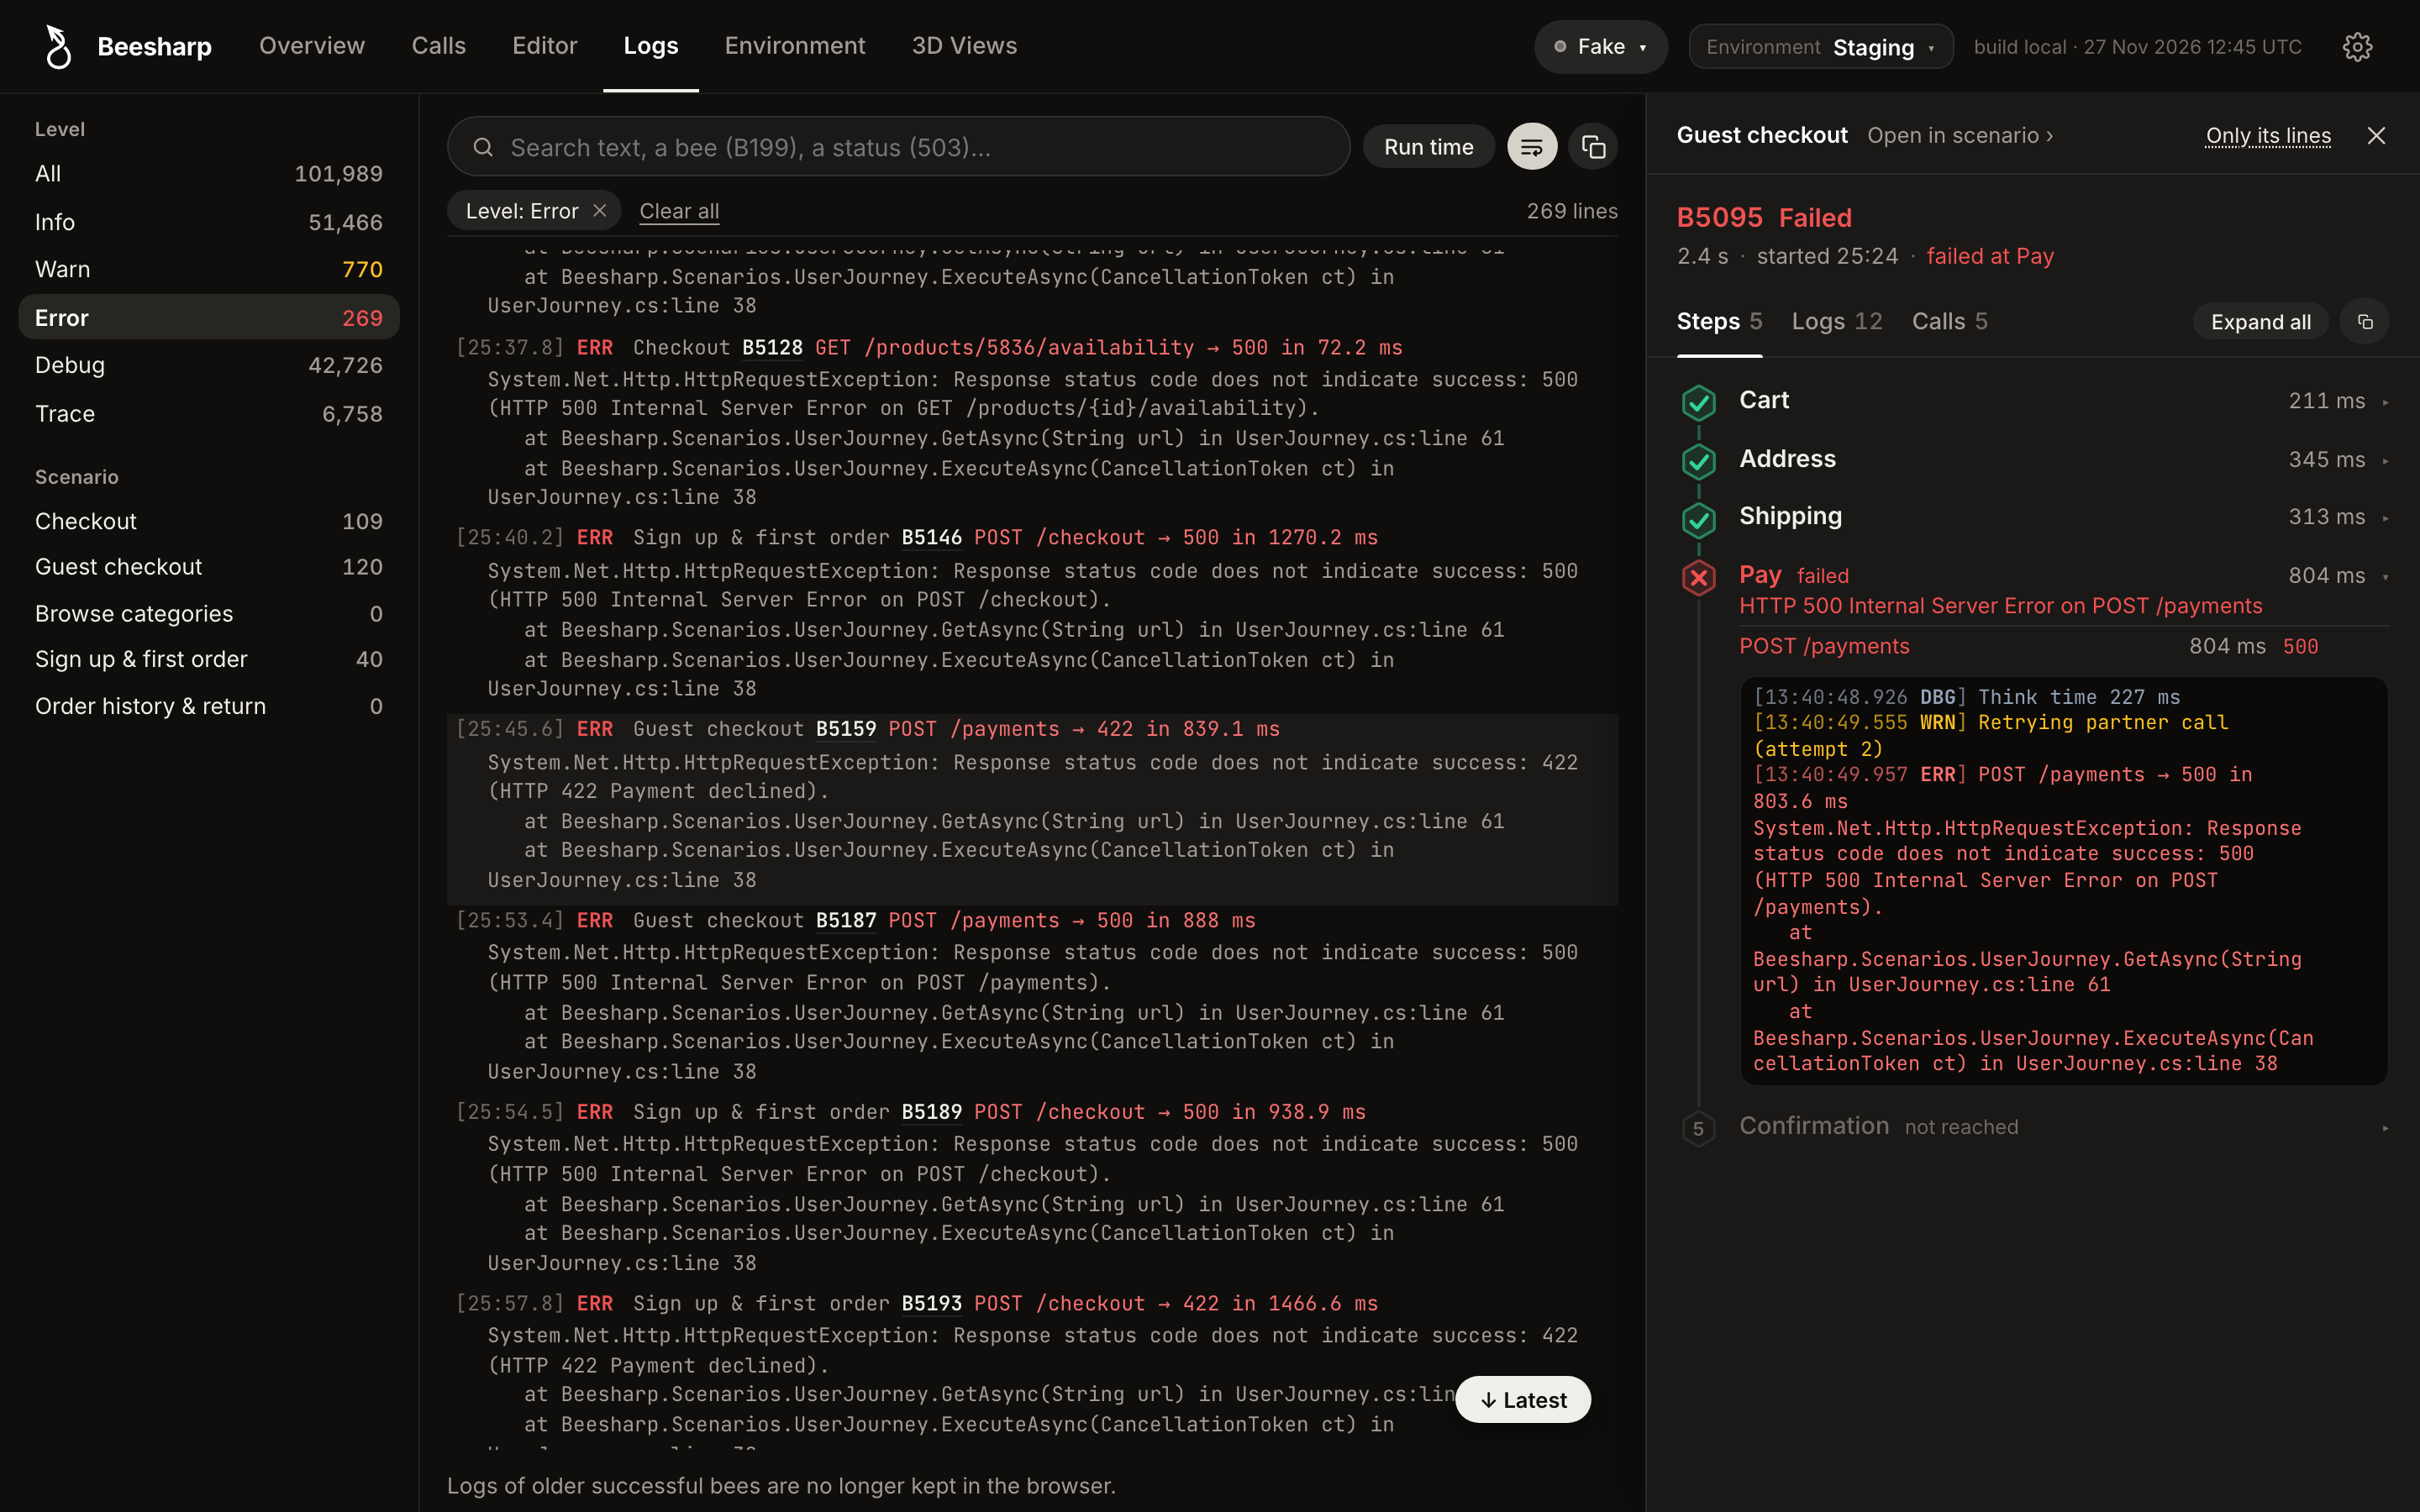 Beesharp
Overview
Calls
Editor
Logs
Environment
3D Views
Fake
Environment Staging
build local · 27 Nov 2026 12:45 UTC
Level
All 101,989
Info 51,466
Warn 770
Error 269
Debug 42,726
Trace 6,758
Scenario
Checkout 109
Guest checkout 120
Browse categories 0
Sign up & first order 40
Order history & return 0
Search text, a bee (B199), a status (503)...
Run time
Level: Error
Clear all
269 lines
at Beesharp.Scenarios.UserJourney.GetAsync(String url) in UserJourney.cs:line 61
at Beesharp.Scenarios.UserJourney.ExecuteAsync(CancellationToken ct) in
UserJourney.cs:line 38
[25:37.8] ERR Checkout B5128 GET /products/5836/availability → 500 in 72.2 ms
System.Net.Http.HttpRequestException: Response status code does not indicate success: 500
(HTTP 500 Internal Server Error on GET /products/{id}/availability).
at Beesharp.Scenarios.UserJourney.GetAsync(String url) in UserJourney.cs:line 61
at Beesharp.Scenarios.UserJourney.ExecuteAsync(CancellationToken ct) in
UserJourney.cs:line 38
[25:40.2] ERR Sign up & first order B5146 POST /checkout → 500 in 1270.2 ms
System.Net.Http.HttpRequestException: Response status code does not indicate success: 500
(HTTP 500 Internal Server Error on POST /checkout).
at Beesharp.Scenarios.UserJourney.GetAsync(String url) in UserJourney.cs:line 61
at Beesharp.Scenarios.UserJourney.ExecuteAsync(CancellationToken ct) in
UserJourney.cs:line 38
[25:45.6] ERR Guest checkout B5159 POST /payments → 422 in 839.1 ms
System.Net.Http.HttpRequestException: Response status code does not indicate success: 422
(HTTP 422 Payment declined).
at Beesharp.Scenarios.UserJourney.GetAsync(String url) in UserJourney.cs:line 61
at Beesharp.Scenarios.UserJourney.ExecuteAsync(CancellationToken ct) in
UserJourney.cs:line 38
[25:53.4] ERR Guest checkout B5187 POST /payments → 500 in 888 ms
System.Net.Http.HttpRequestException: Response status code does not indicate success: 500
(HTTP 500 Internal Server Error on POST /payments).
at Beesharp.Scenarios.UserJourney.GetAsync(String url) in UserJourney.cs:line 61
at Beesharp.Scenarios.UserJourney.ExecuteAsync(CancellationToken ct) in
UserJourney.cs:line 38
[25:54.5] ERR Sign up & first order B5189 POST /checkout → 500 in 938.9 ms
System.Net.Http.HttpRequestException: Response status code does not indicate success: 500
(HTTP 500 Internal Server Error on POST /checkout).
at Beesharp.Scenarios.UserJourney.GetAsync(String url) in UserJourney.cs:line 61
at Beesharp.Scenarios.UserJourney.ExecuteAsync(CancellationToken ct) in
UserJourney.cs:line 38
[25:57.8] ERR Sign up & first order B5193 POST /checkout → 422 in 1466.6 ms
System.Net.Http.HttpRequestException: Response status code does not indicate success: 422
(HTTP 422 Payment declined).
at Beesharp.Scenarios.UserJourney.GetAsync(String url) in UserJourney.cs:lin
at Beesharp.Scenarios.UserJourney.ExecuteAsync(CancellationToken ct) in
↓ Latest
Logs of older successful bees are no longer kept in the browser.
Guest checkout
Open in scenario ›
Only its lines
B5095 Failed
2.4 s · started 25:24 · failed at Pay
Steps 5
Logs 12
Calls 5
Expand all
Cart 211 ms
Address 345 ms
Shipping 313 ms
Pay failed 804 ms
HTTP 500 Internal Server Error on POST /payments
POST /payments 804 ms 500
[13:40:48.926 DBG] Think time 227 ms
[13:40:49.555 WRN] Retrying partner call
(attempt 2)
[13:40:49.957 ERR] POST /payments → 500 in
803.6 ms
System.Net.Http.HttpRequestException: Response
status code does not indicate success: 500
(HTTP 500 Internal Server Error on POST
/payments).
at
Beesharp.Scenarios.UserJourney.GetAsync(String
url) in UserJourney.cs:line 61
at
Beesharp.Scenarios.UserJourney.ExecuteAsync(Can
cellationToken ct) in UserJourney.cs:line 38
5 Confirmation not reached